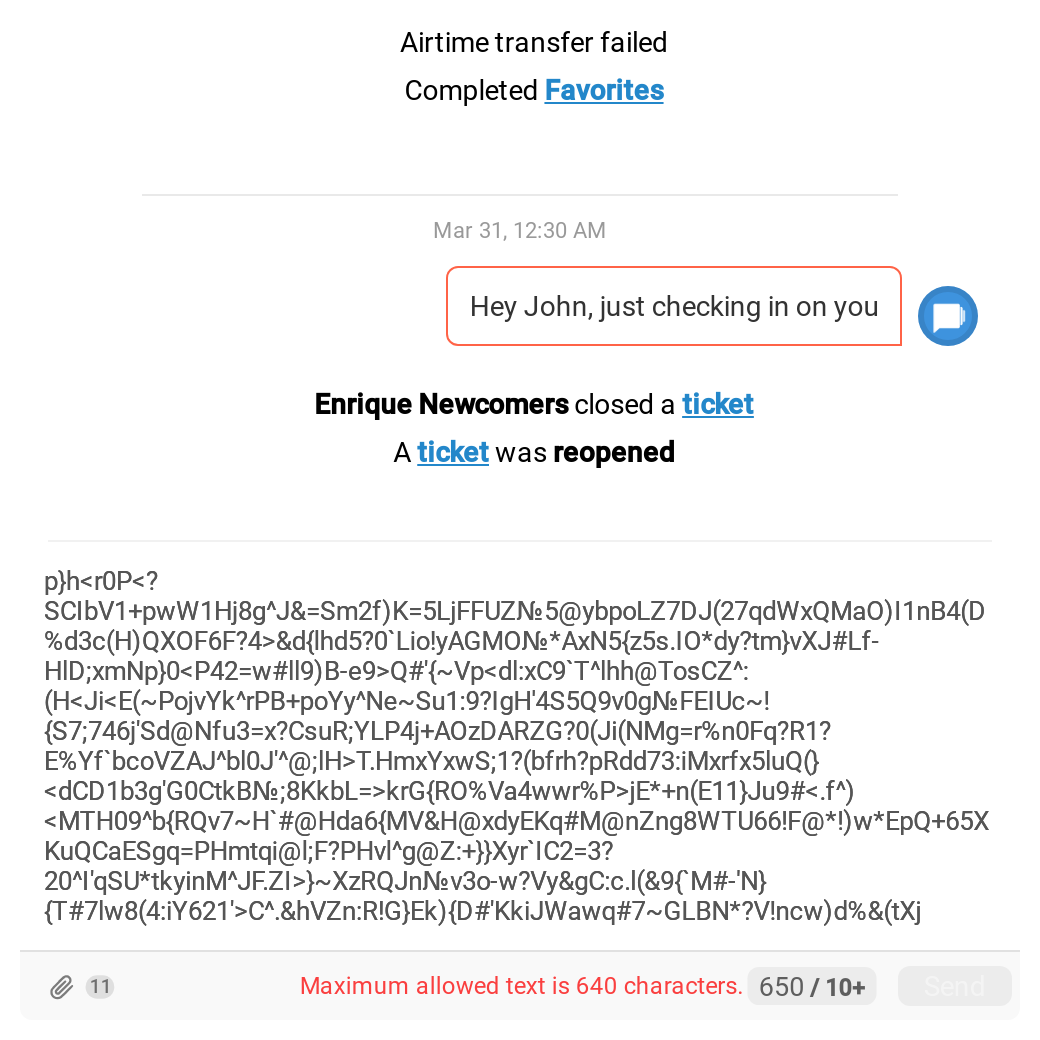 Airtime transfer failed
Completed Favorites
Mar 31, 12:30 AM
Hey John, just checking in on you
Enrique Newcomers closed a ticket
A ticket was reopened
p}h<r0P<?
SCIbV1+pwW1Hj8g^J&=Sm2f)K=5LjFFUZ№5@ybpoLZ7DJ(27qdWxQMaO)I1nB4(D
%d3c(H)QXOF6F?4>&d{lhd5?0`Lio!yAGMO№*AxN5{z5s.IO*dy?tm}vXJ#Lf-
HlD;xmNp}0<P42=w#ll9)B-e9>Q#'{~Vp<dl:xC9`T^lhh@TosCZ^:
(H<Ji<E(~PojvYk^rPB+poYy^Ne~Su1:9?IgH'4S5Q9v0g№FEIUc~!
{S7;746j'Sd@Nfu3=x?CsuR;YLP4j+AOzDARZG?0(Ji(NMg=r%n0Fq?R1?
E%Yf`bcoVZAJ^bl0J'^@;lH>T.HmxYxwS;1?(bfrh?pRdd73:iMxrfx5luQ(}
<dCD1b3g'G0CtkB№;8KkbL=>krG{RO%Va4wwr%P>jE*+n(E11}Ju9#<.f^)
<MTH09^b{RQv7~H`#@Hda6{MV&H@xdyEKq#M@nZng8WTU66!F@*!)w*EpQ+65X
KuQCaESgq=PHmtqi@l;F?PHvl^g@Z:+}}Xyr`IC2=3?
20^I'qSU*tkyinM^JF.ZI>}~XzRQJn№v3o-w?Vy&gC:c.l(&9{`M#-'N}
{T#7lw8(4:iY621'>C^.&hVZn:R!G}Ek){D#'KkiJWawq#7~GLBN*?V!ncw)d%&(tXj
11 Maximum allowed text is 640 characters. 650 / 10+ Send